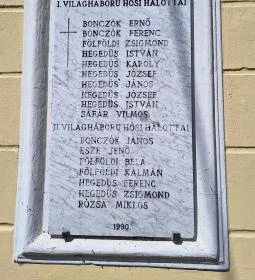 I. VILÁGHÁBORÚ HŐSI HALOTTAI
BONCZÓK ERNŐ
BONCZÓK FERENC
FÖLFÖLDI ZSIGMOND
HEGEDŰS ISTVÁN
HEGEDŰS KÁROLY
HEGEDŰS JÓZSEF
HEGEDŰS JÁNOS
HEGEDŰS JÓZSEF
HEGEDŰS ISTVÁN
SÁFÁR VILMOS
II. VILÁGHÁBORÚ HŐSI HALOTTAI
BONCZÓK JÁNOS
ESZE JENŐ
FÖLFÖLDI BÉLA
FÖLFÖLDI KÁLMÁN
HEGEDŰS FERENC
HEGEDŰS ZSIGMOND
RÓZSA MIKLÓS
1990.